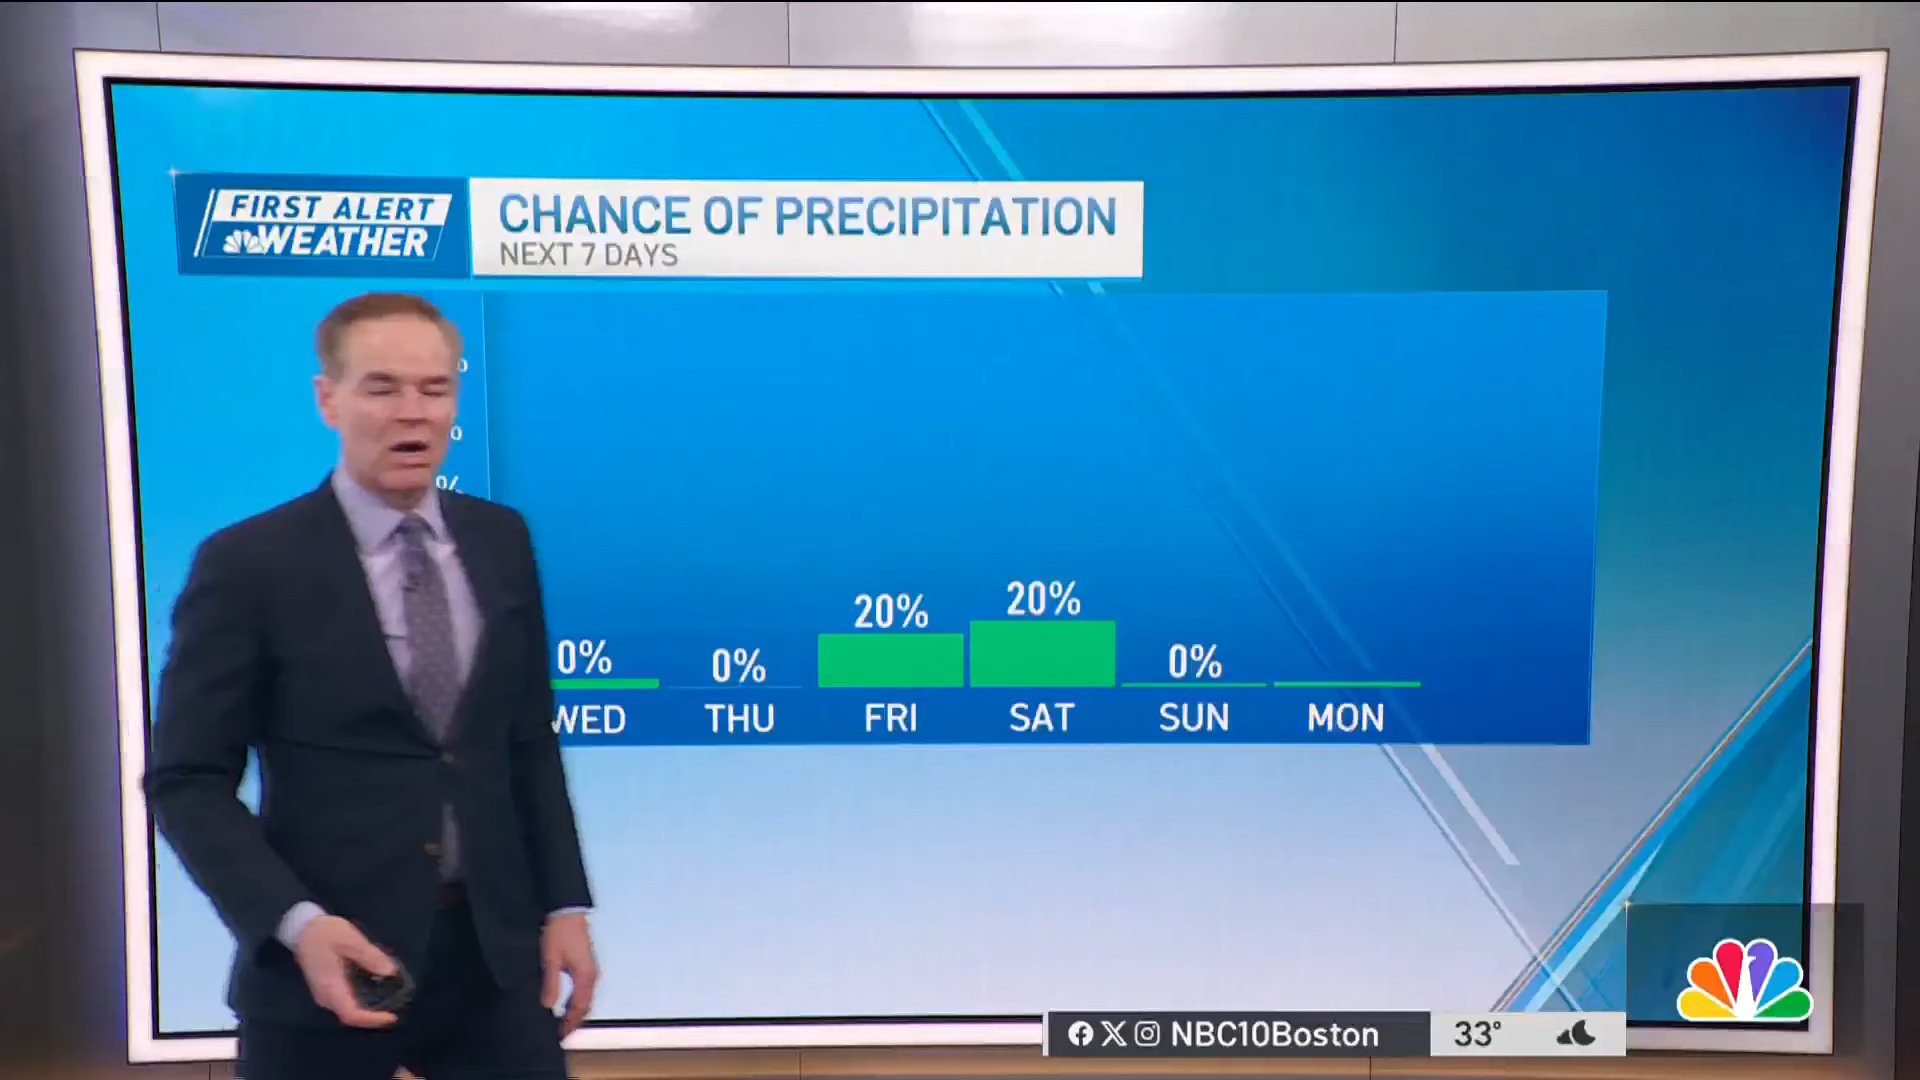 FIRST ALERT
WEATHER
CHANCE OF PRECIPITATION
NEXT 7 DAYS
%
0% 0% 20% 20% 0%
WED THU FRI SAT SUN MON
NBC10Boston 33°